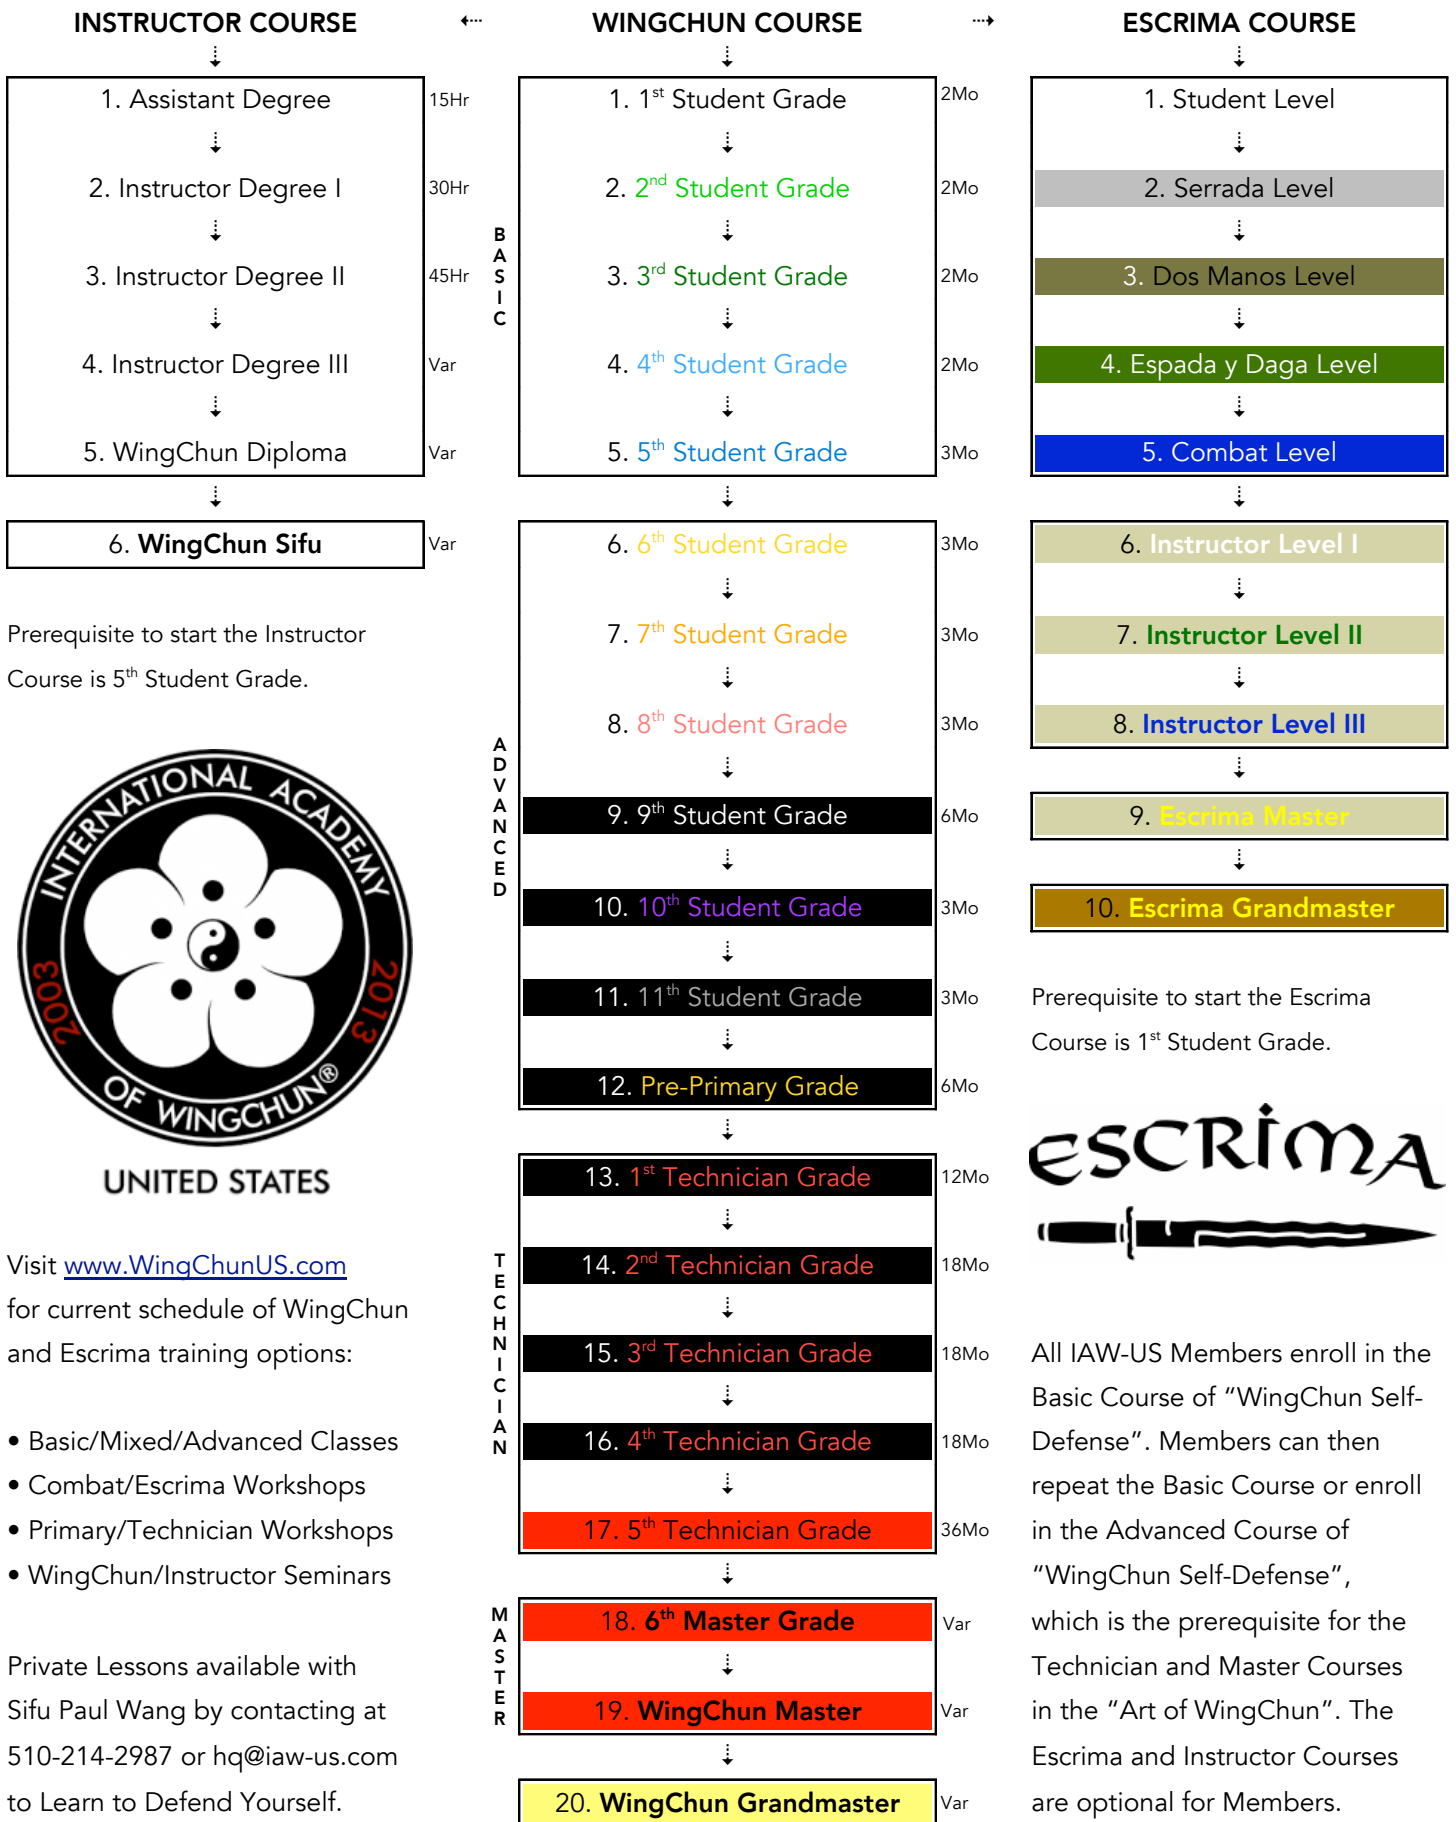 INSTRUCTOR COURSE
1. Assistant Degree 15Hr
2. Instructor Degree I 30Hr
3. Instructor Degree II 45Hr
4. Instructor Degree III Var
5. WingChun Diploma Var
6. WingChun Sifu Var
Prerequisite to start the Instructor
Course is 5th Student Grade.
INTERNATIONAL ACADEMY
2003 2013
OF WINGCHUN®
UNITED STATES
Visit www.WingChunUS.com
for current schedule of WingChun
and Escrima training options:
• Basic/Mixed/Advanced Classes
• Combat/Escrima Workshops
• Primary/Technician Workshops
• WingChun/Instructor Seminars
Private Lessons available with
Sifu Paul Wang by contacting at
510-214-2987 or hq@iaw-us.com
to Learn to Defend Yourself.
WINGCHUN COURSE
BASIC
1. 1st Student Grade 2Mo
2. 2nd Student Grade 2Mo
3. 3rd Student Grade 2Mo
4. 4th Student Grade 2Mo
5. 5th Student Grade 3Mo
ADVANCED
6. 6th Student Grade 3Mo
7. 7th Student Grade 3Mo
8. 8th Student Grade 3Mo
9. 9th Student Grade 6Mo
10. 10th Student Grade 3Mo
11. 11th Student Grade 3Mo
12. Pre-Primary Grade 6Mo
TECHNICIAN
13. 1st Technician Grade 12Mo
14. 2nd Technician Grade 18Mo
15. 3rd Technician Grade 18Mo
16. 4th Technician Grade 18Mo
17. 5th Technician Grade 36Mo
MASTER
18. 6th Master Grade Var
19. WingChun Master Var
20. WingChun Grandmaster Var
ESCRIMA COURSE
1. Student Level
2. Serrada Level
3. Dos Manos Level
4. Espada y Daga Level
5. Combat Level
6. Instructor Level I
7. Instructor Level II
8. Instructor Level III
9. Escrima Master
10. Escrima Grandmaster
Prerequisite to start the Escrima
Course is 1st Student Grade.
ESCRIMA
All IAW-US Members enroll in the
Basic Course of “WingChun Self-
Defense”. Members can then
repeat the Basic Course or enroll
in the Advanced Course of
“WingChun Self-Defense”,
which is the prerequisite for the
Technician and Master Courses
in the “Art of WingChun”. The
Escrima and Instructor Courses
are optional for Members.